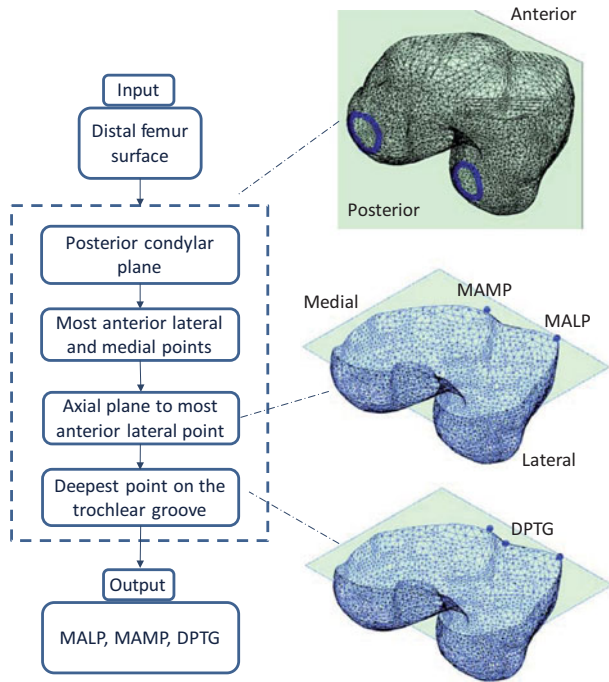 Input
Distal femur
surface
Posterior condylar
plane
Most anterior lateral
and medial points
Axial plane to most
anterior lateral point
Deepest point on the
trochlear groove
Output
MALP, MAMP, DPTG
Anterior
Posterior
Medial
MAMP
MALP
Lateral
DPTG